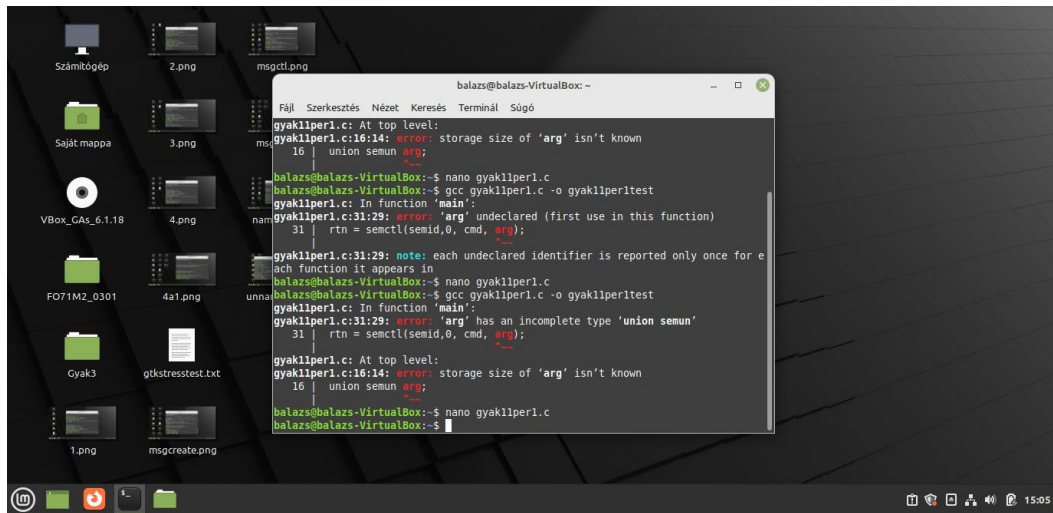 Számítógép
2.png
msgctl.png
Saját mappa
3.png
VBox_GAs_6.1.18
4.png
FO71M2_0301
4a1.png
Gyak3
gtkstresstest.txt
1.png
msgcreate.png
balazs@balazs-VirtualBox: ~
Fájl Szerkesztés Nézet Keresés Terminál Súgó
gyak11per1.c: At top level:
gyak11per1.c:16:14: error: storage size of ‘arg’ isn’t known
16 | union semun arg;
| ^~~
balazs@balazs-VirtualBox:~$ nano gyak11per1.c
balazs@balazs-VirtualBox:~$ gcc gyak11per1.c -o gyak11per1test
gyak11per1.c: In function ‘main’:
gyak11per1.c:31:29: error: ‘arg’ undeclared (first use in this function)
31 | rtn = semctl(semid,0, cmd, arg);
| ^~~
gyak11per1.c:31:29: note: each undeclared identifier is reported only once for e
ach function it appears in
balazs@balazs-VirtualBox:~$ nano gyak11per1.c
balazs@balazs-VirtualBox:~$ gcc gyak11per1.c -o gyak11per1test
gyak11per1.c: In function ‘main’:
gyak11per1.c:31:29: error: ‘arg’ has an incomplete type ‘union semun’
31 | rtn = semctl(semid,0, cmd, arg);
| ^~~
gyak11per1.c: At top level:
gyak11per1.c:16:14: error: storage size of ‘arg’ isn’t known
16 | union semun arg;
| ^~~
balazs@balazs-VirtualBox:~$ nano gyak11per1.c
balazs@balazs-VirtualBox:~$
15:05